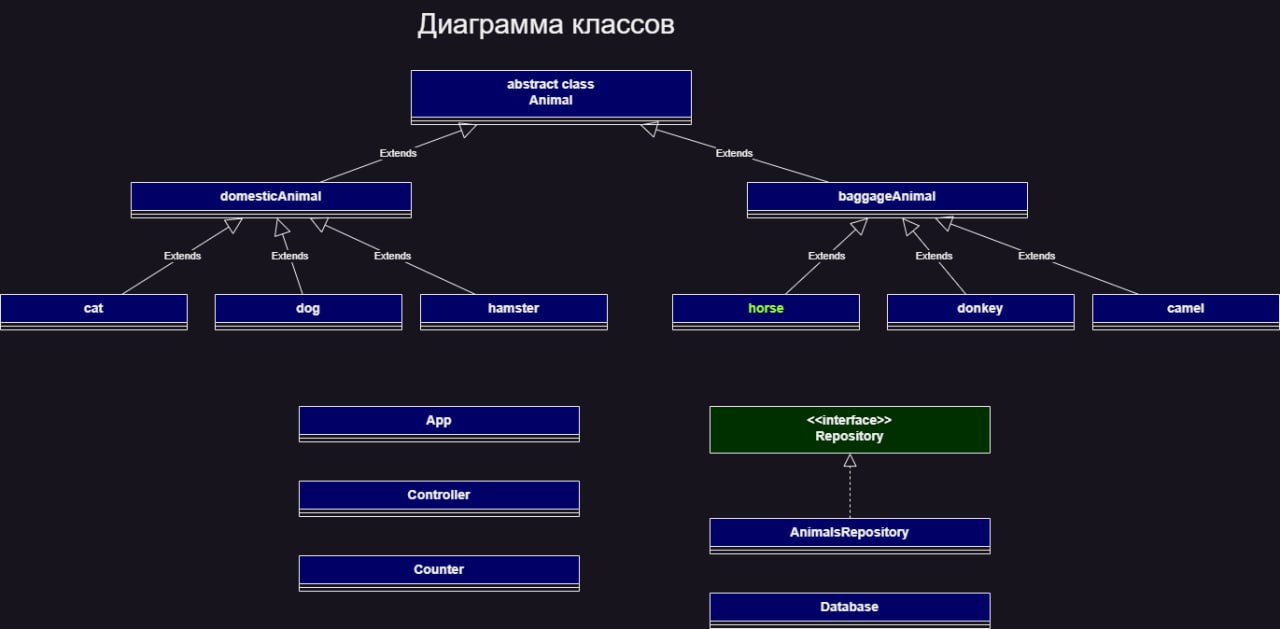 Диаграмма классов
abstract class
Animal
Extends
Extends
domesticAnimal
baggageAnimal
Extends
Extends
Extends
Extends
Extends
Extends
cat
dog
hamster
horse
donkey
camel
App
<<interface>>
Repository
Controller
AnimalsRepository
Counter
Database